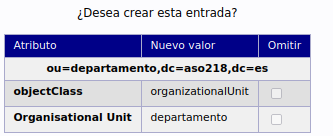 ¿Desea crear esta entrada?
Atributo Nuevo valor Omitir
ou=departamento,dc=aso218,dc=es
objectClass organizationalUnit
Organisational Unit departamento